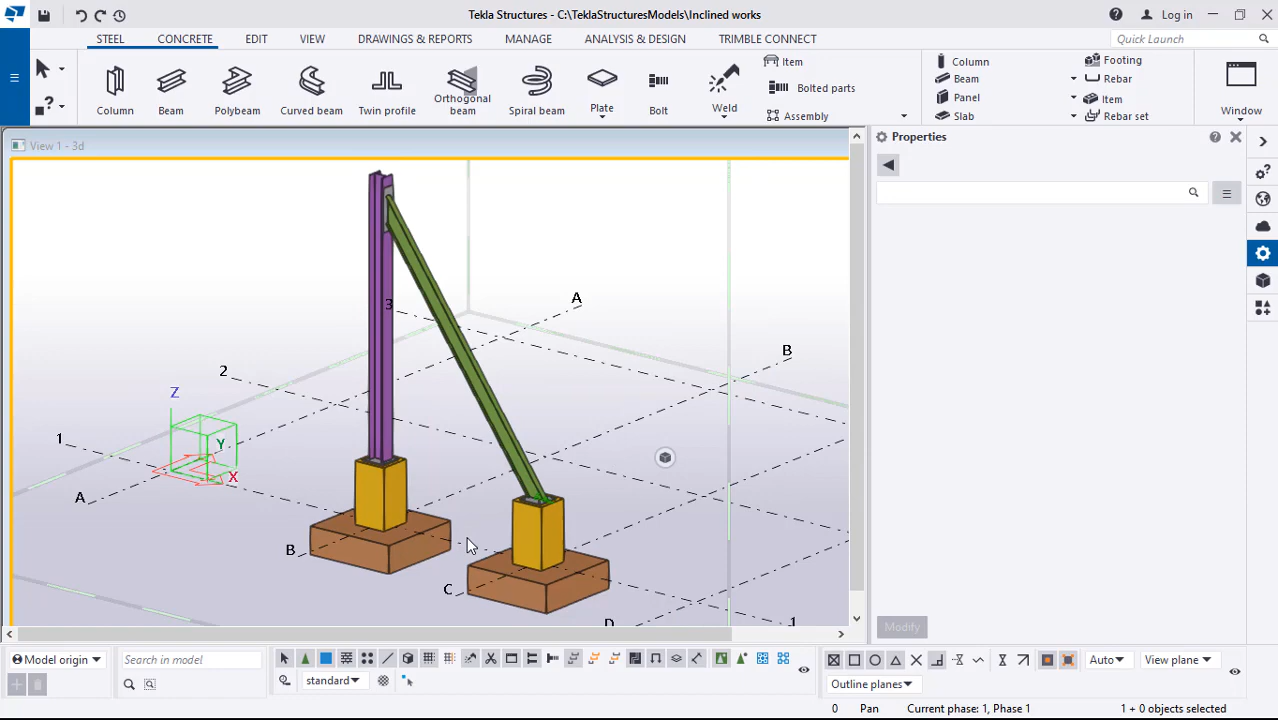 Tekla Structures - C:\TeklaStructuresModels\Inclined works
Log in
STEEL
CONCRETE
EDIT
VIEW
DRAWINGS & REPORTS
MANAGE
ANALYSIS & DESIGN
TRIMBLE CONNECT
Quick Launch
Column
Beam
Polybeam
Curved beam
Twin profile
Orthogonal
beam
Spiral beam
Plate
Bolt
Weld
Item
Bolted parts
Assembly
Column
Beam
Panel
Slab
Footing
Rebar
Item
Rebar set
Window
View 1 - 3d
Properties
A
3
B
2
Z
1
Y
X
A
B
C
D
1
Modify
Model origin
Search in model
standard
Auto
View plane
Outline planes
0
Pan
Current phase: 1, Phase 1
1 + 0 objects selected